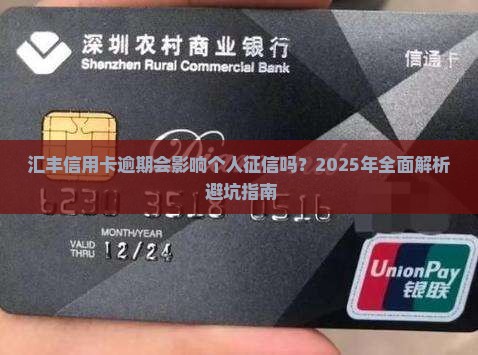 深圳农村商业银行
Shenzhen Rural Commercial Bank
信通卡
汇丰信用卡逾期会影响个人征信吗？2025年全面解析
避坑指南
MONTH/YEAR
VALID
THRU
12/24
UnionPay
银联